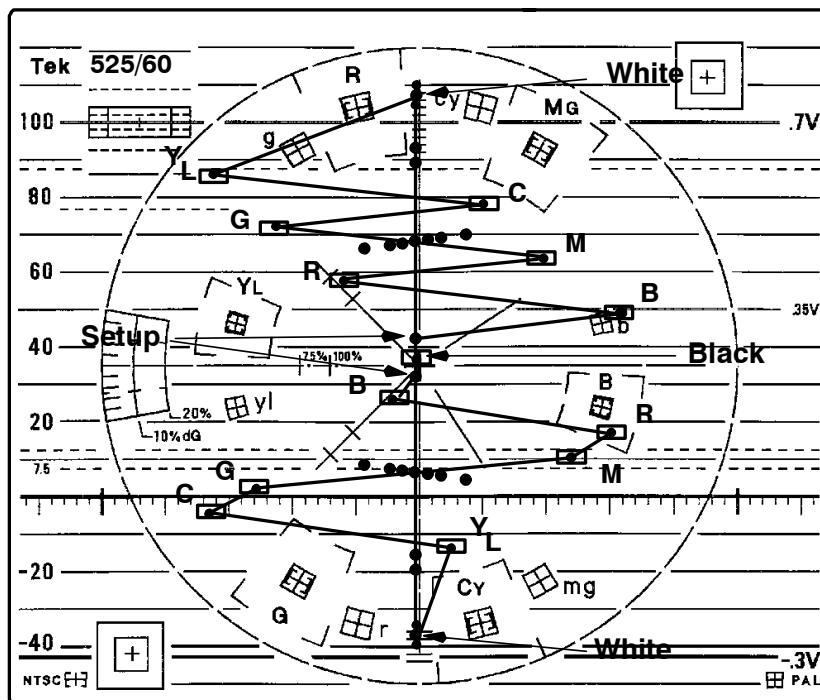 Tek 525/60
White
R
cy
MG
g
100
.7V
YL
80
C
G
M
60
R
YL
B
.35V
b
Setup
40
75% 100%
Black
B
B
yl
R
20%
20
10% dG
7.5
G
M
C
YL
-20
Cy
mg
G
r
-40
White
-.3V
NTSC
PAL